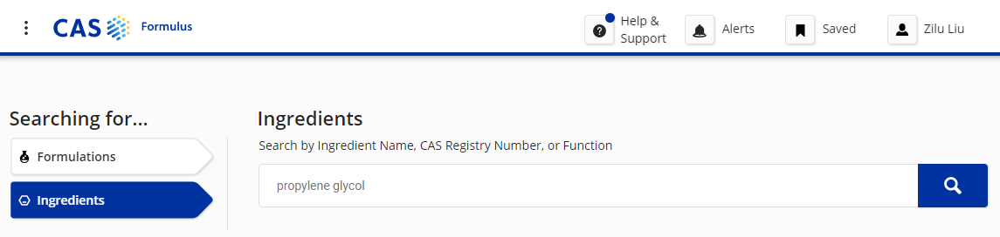 CAS Formulus
Help &
Support
Alerts
Saved
Zilu Liu
Searching for...
Formulations
Ingredients
Ingredients
Search by Ingredient Name, CAS Registry Number, or Function
propylene glycol